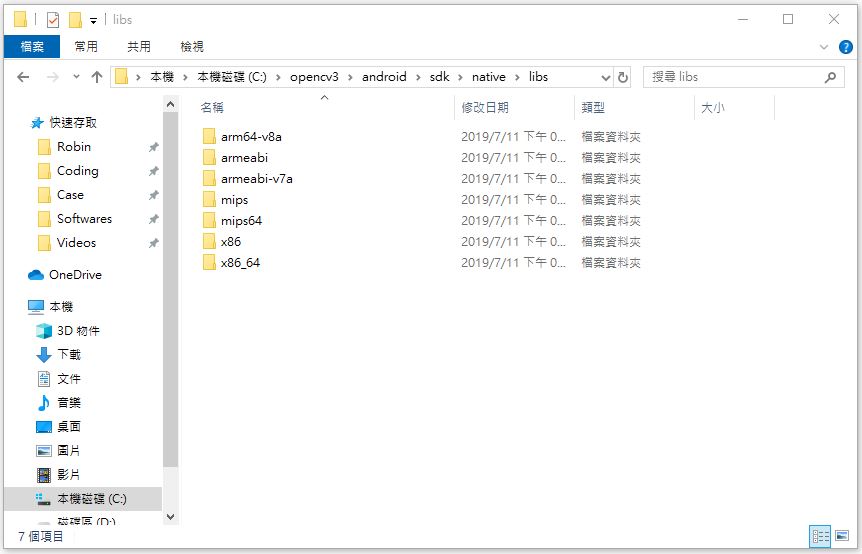 libs
檔案 常用 共用 檢視
本機 本機磁碟 (C:) opencv3 android sdk native libs 搜尋 libs
名稱 修改日期 類型 大小
快速存取
Robin
Coding
Case
Softwares
Videos
OneDrive
本機
3D 物件
下載
文件
音樂
桌面
圖片
影片
本機磁碟 (C:)
磁碟區 (D:)
arm64-v8a 2019/7/11 下午 0... 檔案資料夾
armeabi 2019/7/11 下午 0... 檔案資料夾
armeabi-v7a 2019/7/11 下午 0... 檔案資料夾
mips 2019/7/11 下午 0... 檔案資料夾
mips64 2019/7/11 下午 0... 檔案資料夾
x86 2019/7/11 下午 0... 檔案資料夾
x86_64 2019/7/11 下午 0... 檔案資料夾
7 個項目